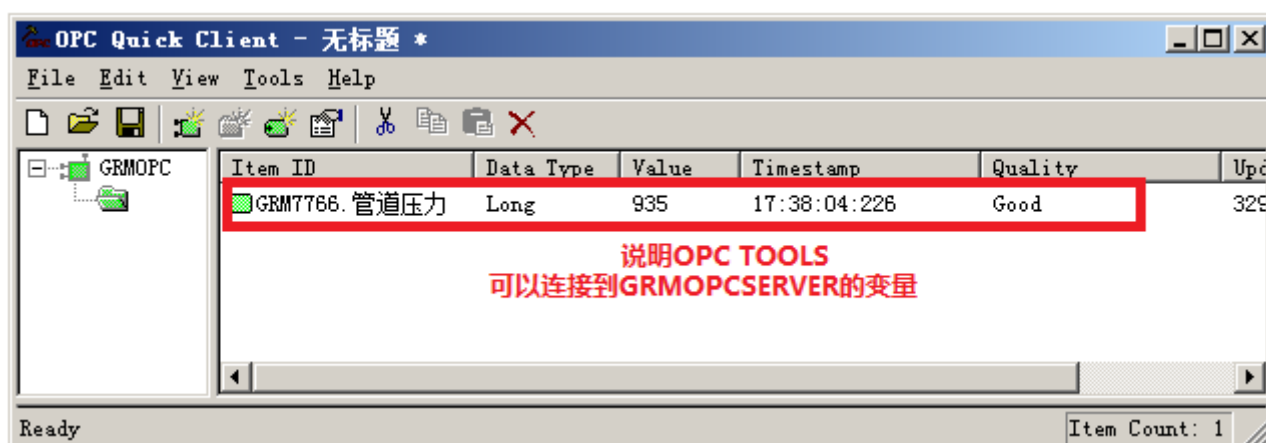 OPC Quick Client - 无标题 *
File Edit View Tools Help
GRMOPC
Item ID Data Type Value Timestamp Quality Upd
GRM7766.管道压力 Long 935 17:38:04:226 Good 329
说明OPC TOOLS
可以连接到GRMOPCSERVER的变量
Ready Item Count: 1